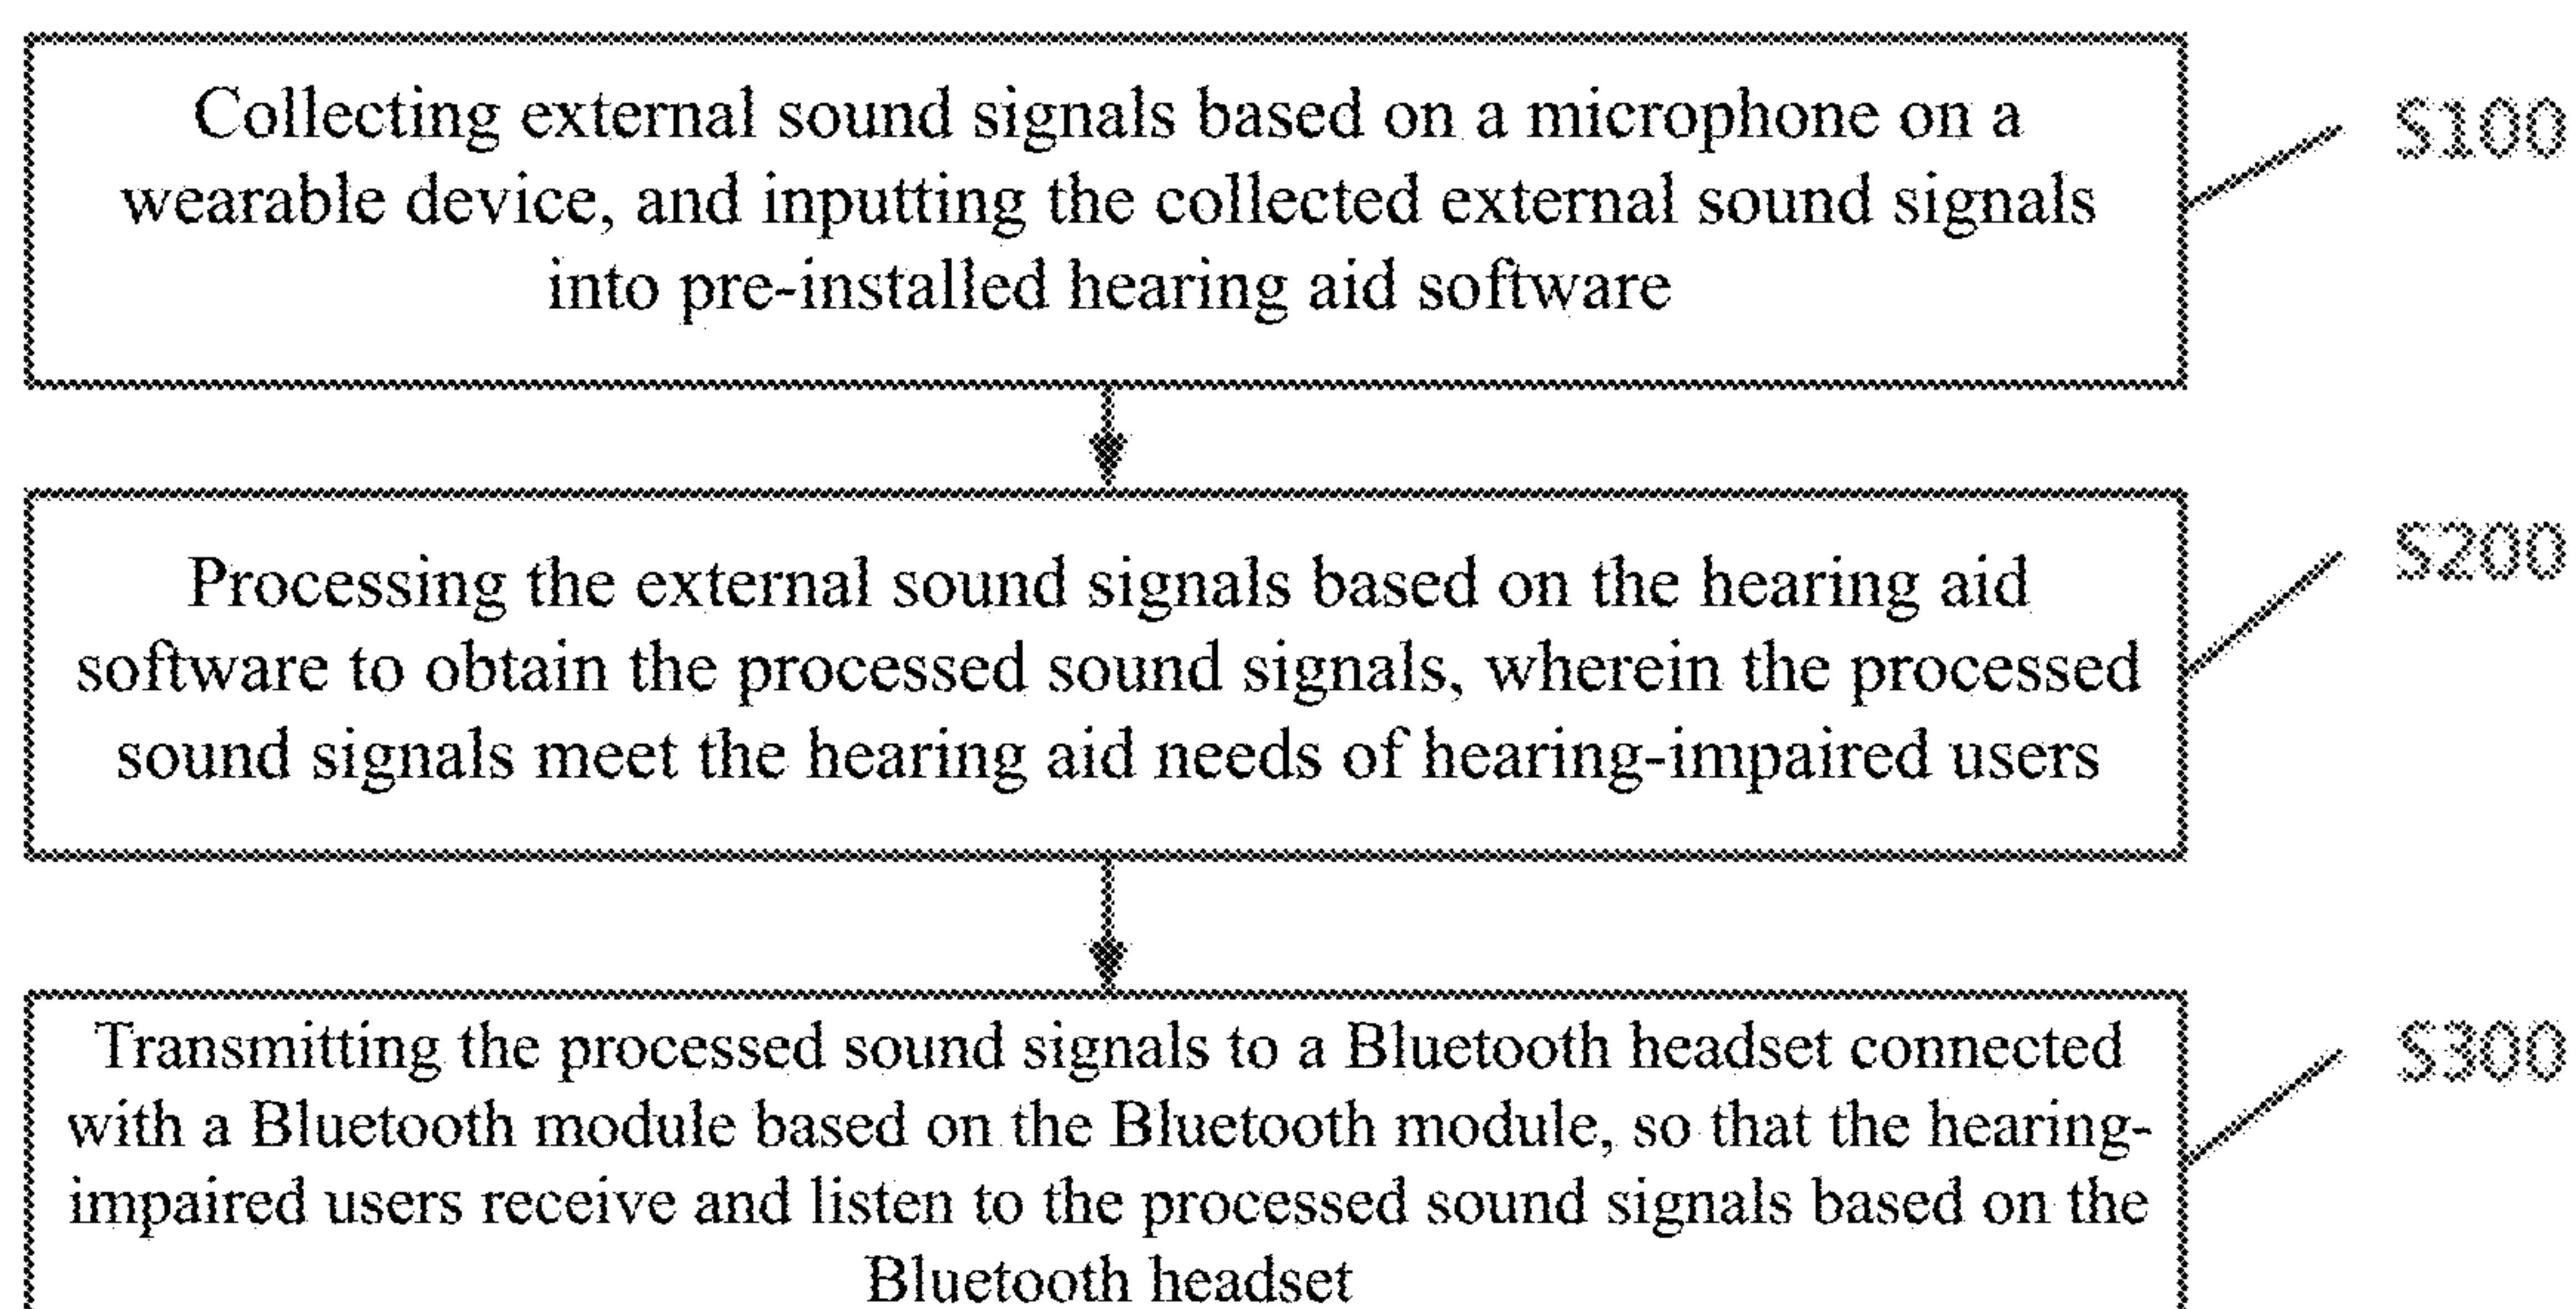 Collecting external sound signals based on a microphone on a
wearable device, and inputting the collected external sound signals
into pre-installed hearing aid software
S100
Processing the external sound signals based on the hearing aid
software to obtain the processed sound signals, wherein the processed
sound signals meet the hearing aid needs of hearing-impaired users
S200
Transmitting the processed sound signals to a Bluetooth headset connected
with a Bluetooth module based on the Bluetooth module, so that the hearing-
impaired users receive and listen to the processed sound signals based on the
Bluetooth headset
S300